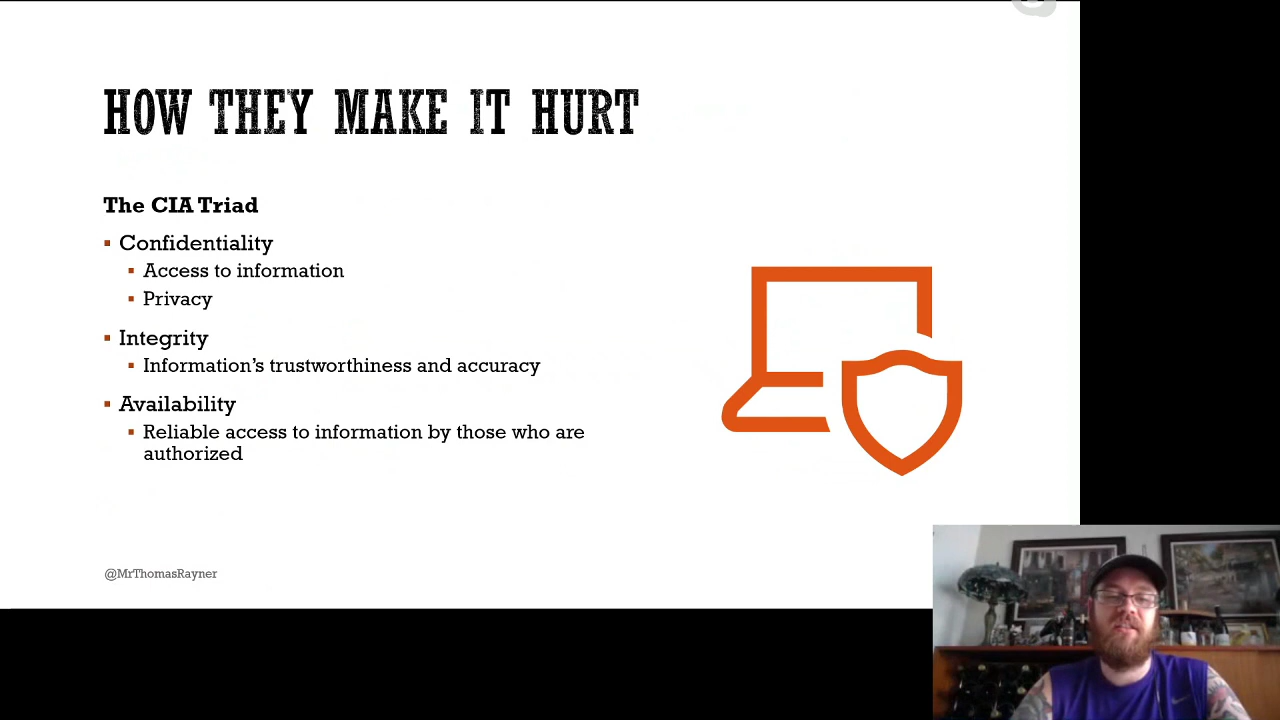 HOW THEY MAKE IT HURT
The CIA Triad
Confidentiality
Access to information
Privacy
Integrity
Information's trustworthiness and accuracy
Availability
Reliable access to information by those who are
authorized
@MrThomasRayner